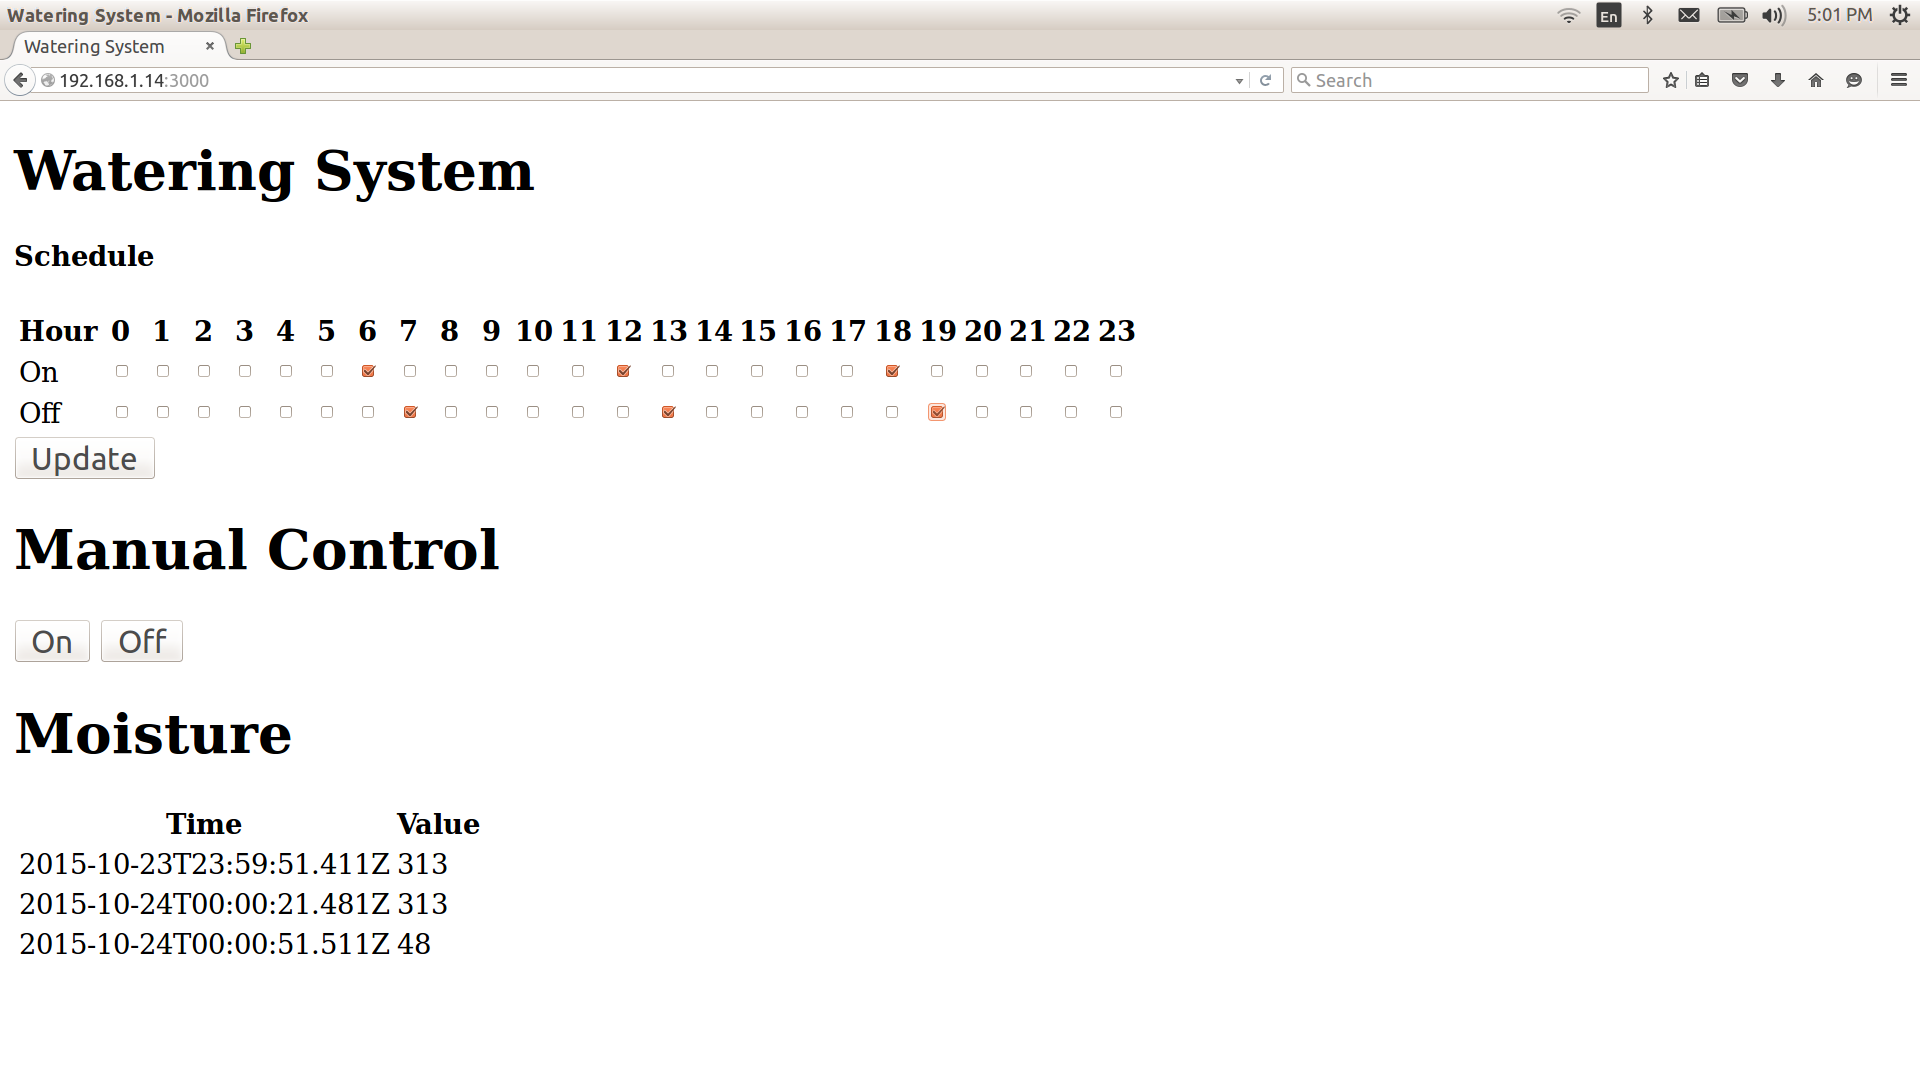 Watering System - Mozilla Firefox
En
5:01 PM
Watering System
192.168.1.14:3000
Search
Watering System
Schedule
Hour 0 1 2 3 4 5 6 7 8 9 10 11 12 13 14 15 16 17 18 19 20 21 22 23
On
Off
Update
Manual Control
On Off
Moisture
Time Value
2015-10-23T23:59:51.411Z 313
2015-10-24T00:00:21.481Z 313
2015-10-24T00:00:51.511Z 48